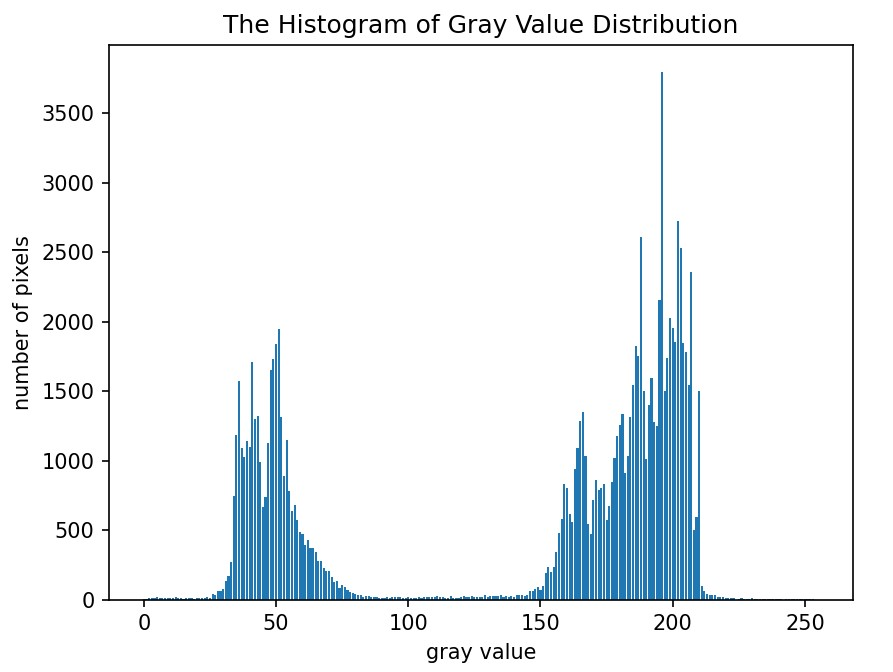 The Histogram of Gray Value Distribution
number of pixels
3500
3000
2500
2000
1500
1000
500
0
0 50 100 150 200 250
gray value